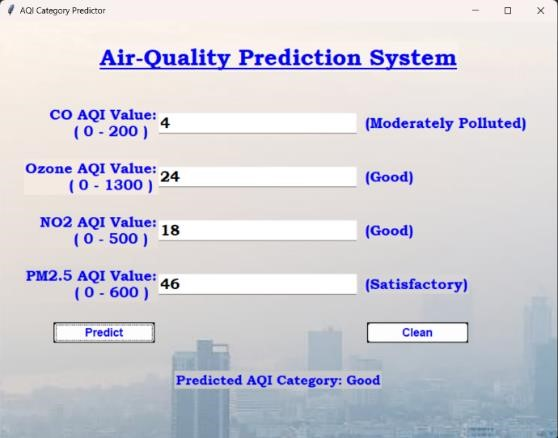 AQI Category Predictor
Air-Quality Prediction System
CO AQI Value:
( 0 - 200 )
4
(Moderately Polluted)
Ozone AQI Value:
( 0 - 1300 )
24
(Good)
NO2 AQI Value:
( 0 - 500 )
18
(Good)
PM2.5 AQI Value:
( 0 - 600 )
46
(Satisfactory)
Predict
Clean
Predicted AQI Category: Good